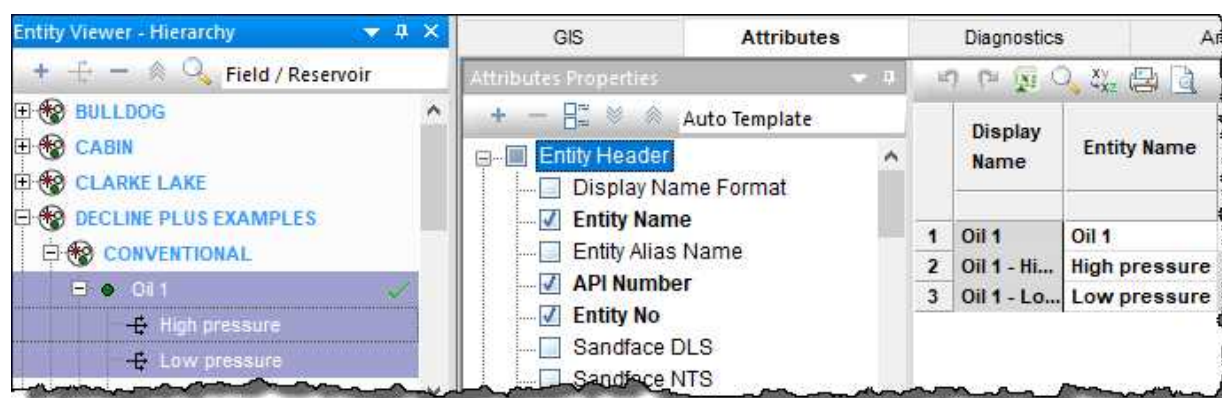 Entity Viewer - Hierarchy
Field / Reservoir
BULLDOG
CABIN
CLARKE LAKE
DECLINE PLUS EXAMPLES
CONVENTIONAL
Oil 1
High pressure
Low pressure
GIS
Attributes
Diagnostics
Attributes Properties
Auto Template
Entity Header
Display Name Format
Entity Name
Entity Alias Name
API Number
Entity No
Sandface DLS
Sandface NTS
Display Name
Entity Name
1 Oil 1 Oil 1
2 Oil 1 - Hi... High pressure
3 Oil 1 - Lo... Low pressure